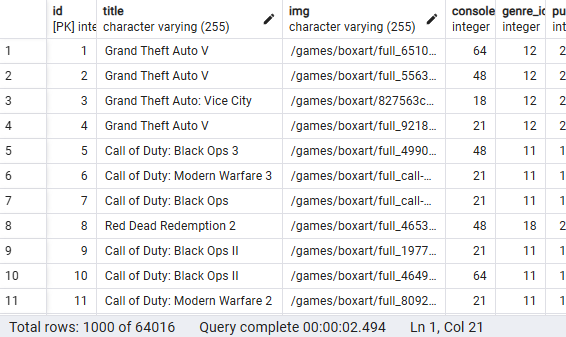 id title img console genre_ic pu
[PK] inte character varying (255) character varying (255) integer integer
1 1 Grand Theft Auto V /games/boxart/full_6510... 64 12 2
2 2 Grand Theft Auto V /games/boxart/full_5563... 48 12 2
3 3 Grand Theft Auto: Vice City /games/boxart/827563c... 18 12 2
4 4 Grand Theft Auto V /games/boxart/full_9218... 21 12 2
5 5 Call of Duty: Black Ops 3 /games/boxart/full_4990... 48 11 1
6 6 Call of Duty: Modern Warfare 3 /games/boxart/full_call-... 21 11 1
7 7 Call of Duty: Black Ops /games/boxart/full_call-... 21 11 1
8 8 Red Dead Redemption 2 /games/boxart/full_4653... 48 18 2
9 9 Call of Duty: Black Ops II /games/boxart/full_1977... 21 11 1
10 10 Call of Duty: Black Ops II /games/boxart/full_4649... 64 11 1
11 11 Call of Duty: Modern Warfare 2 /games/boxart/full_8092... 21 11 1
Total rows: 1000 of 64016 Query complete 00:00:02.494 Ln 1, Col 21